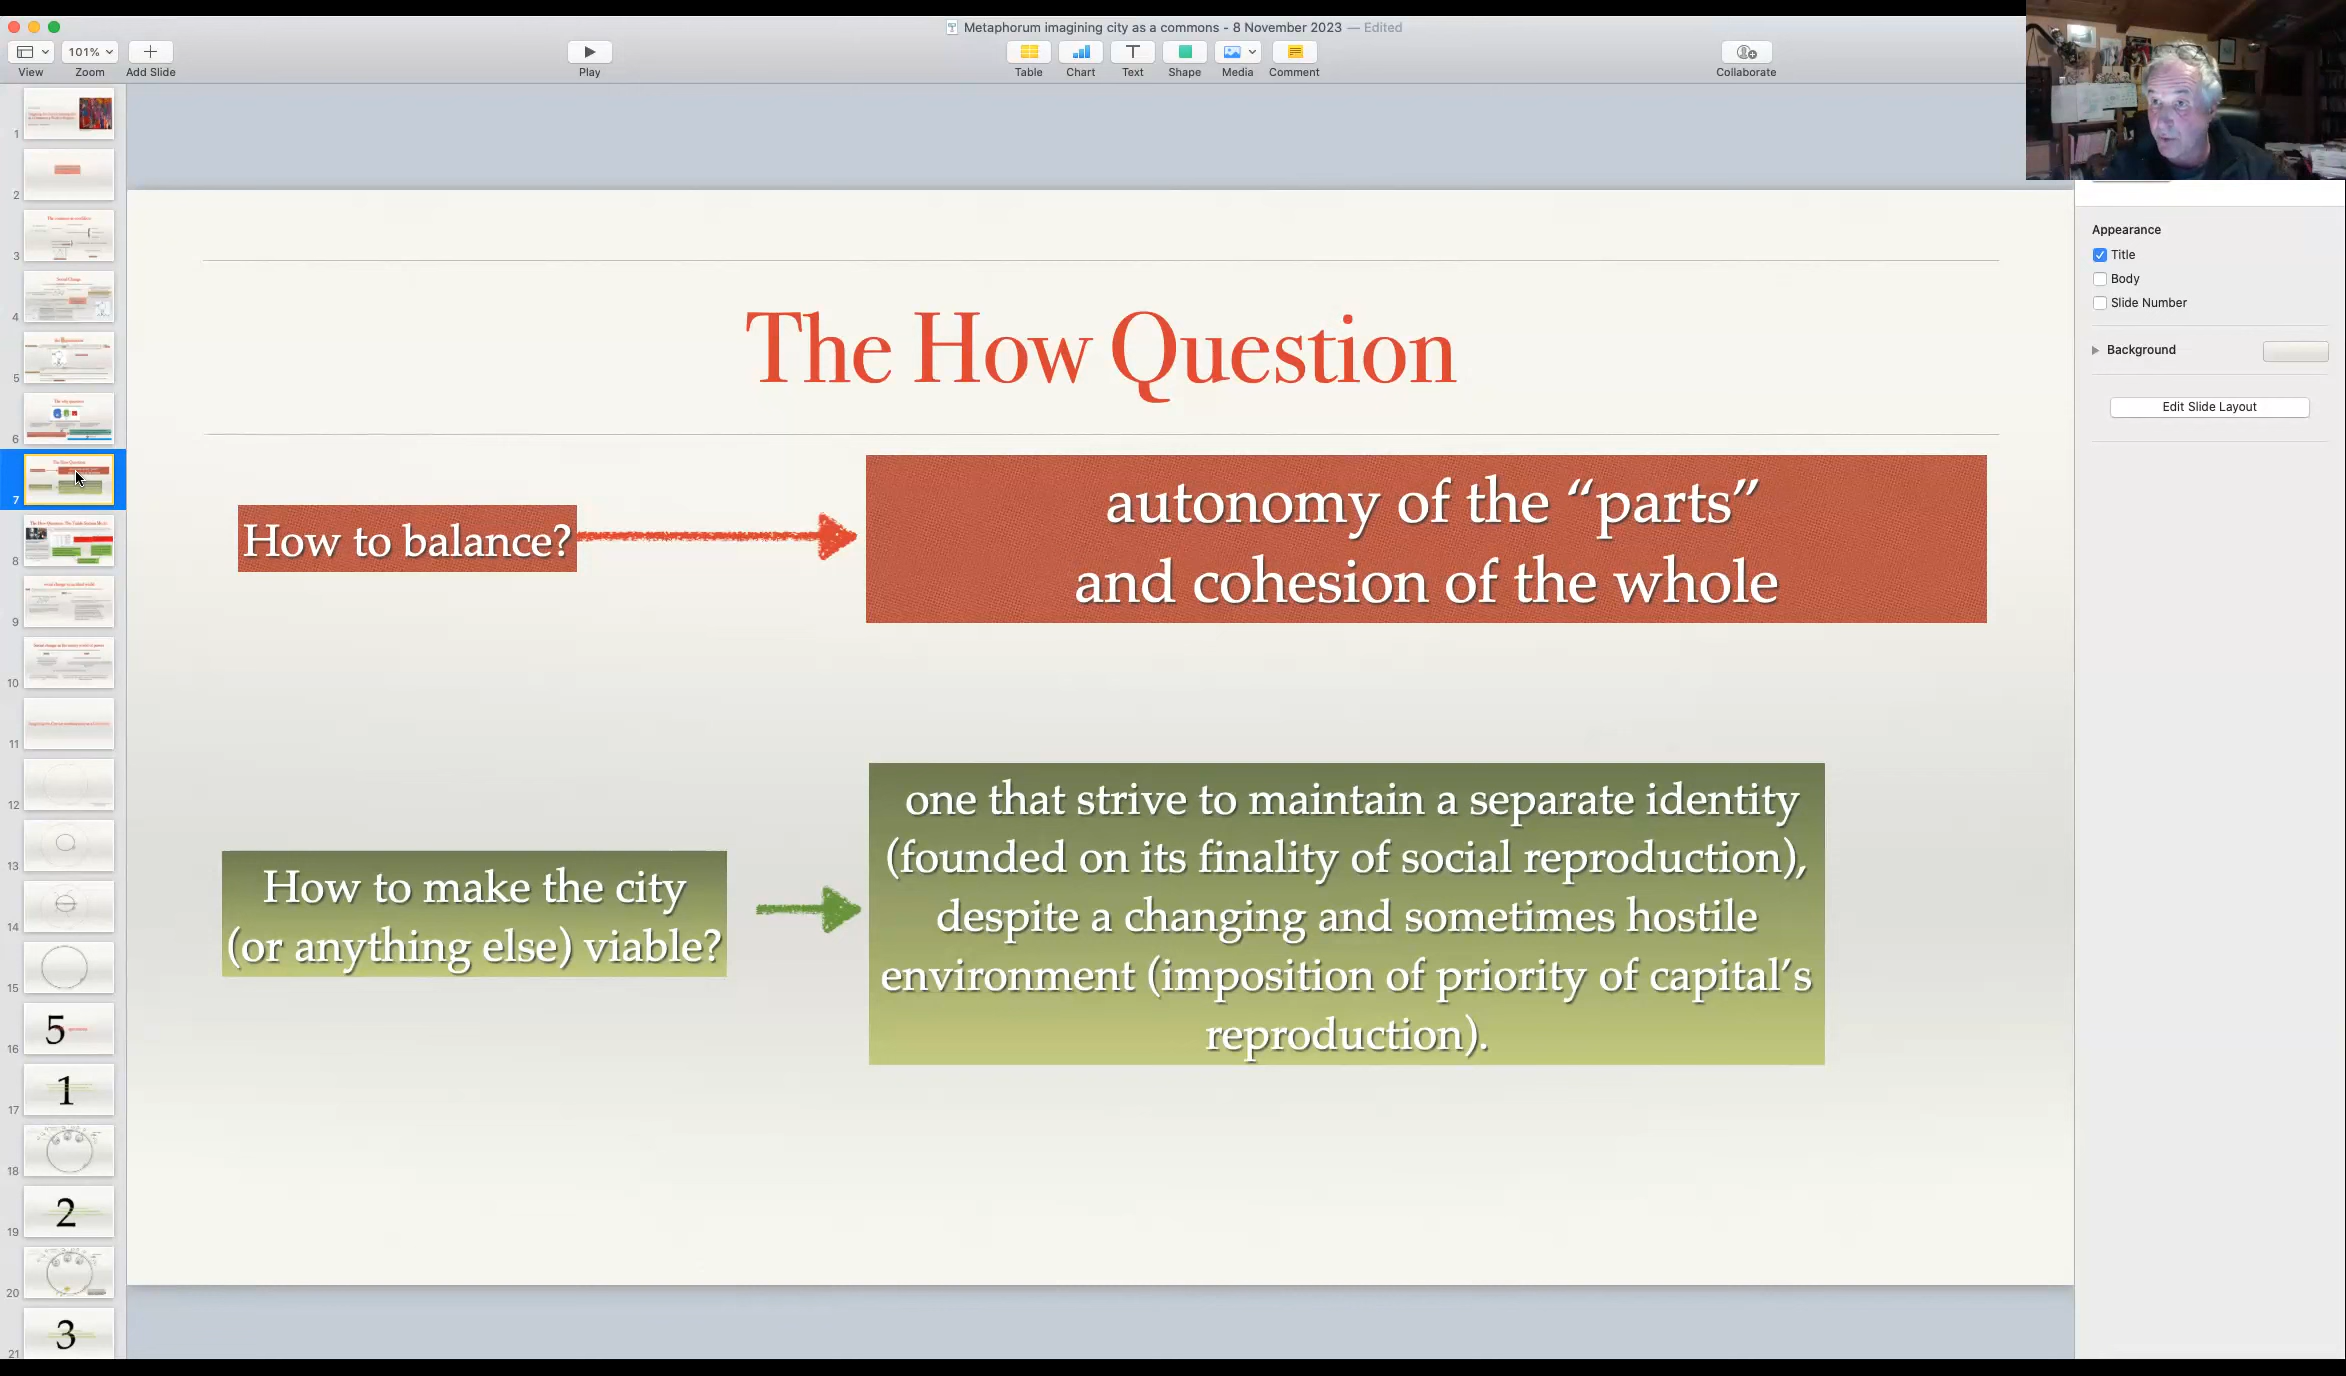 Metaphorum imagining city as a commons - 8 November 2023 — Edited
101%
View
Zoom
Add Slide
Play
Table
Chart
Text
Shape
Media
Comment
Collaborate
1
2
3
4
5
6
7
8
9
10
11
12
13
14
15
5
16
1
17
18
2
19
20
3
21
The How Question
How to balance?
autonomy of the “parts”
and cohesion of the whole
How to make the city
(or anything else) viable?
one that strive to maintain a separate identity
(founded on its finality of social reproduction),
despite a changing and sometimes hostile
environment (imposition of priority of capital’s
reproduction).
Appearance
Title
Body
Slide Number
Background
Edit Slide Layout